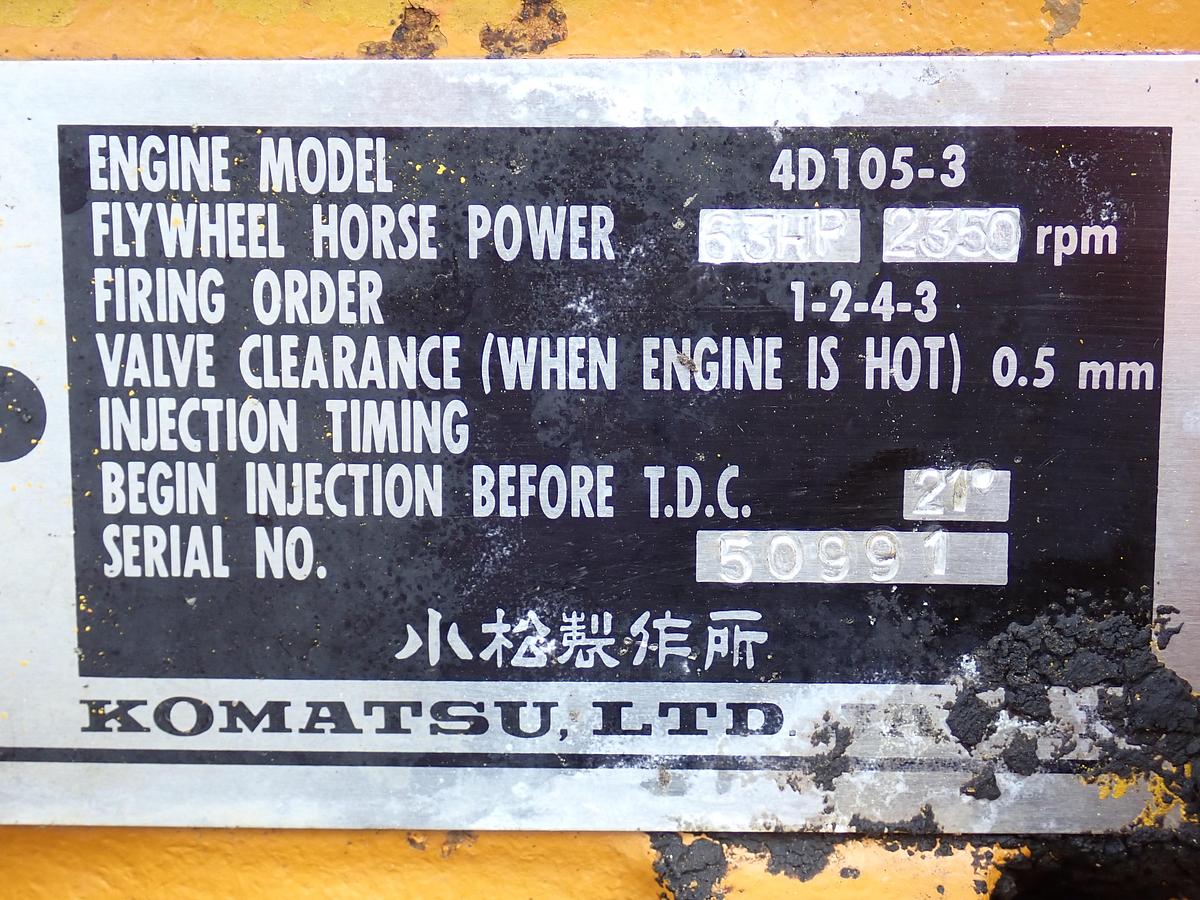 ENGINE MODEL 4D105-3
FLYWHEEL HORSE POWER 63HP 2350 rpm
FIRING ORDER 1-2-4-3
VALVE CLEARANCE (WHEN ENGINE IS HOT) 0.5 mm
INJECTION TIMING
BEGIN INJECTION BEFORE T.D.C. 21°
SERIAL NO. 50991
小松製作所
KOMATSU, LTD.